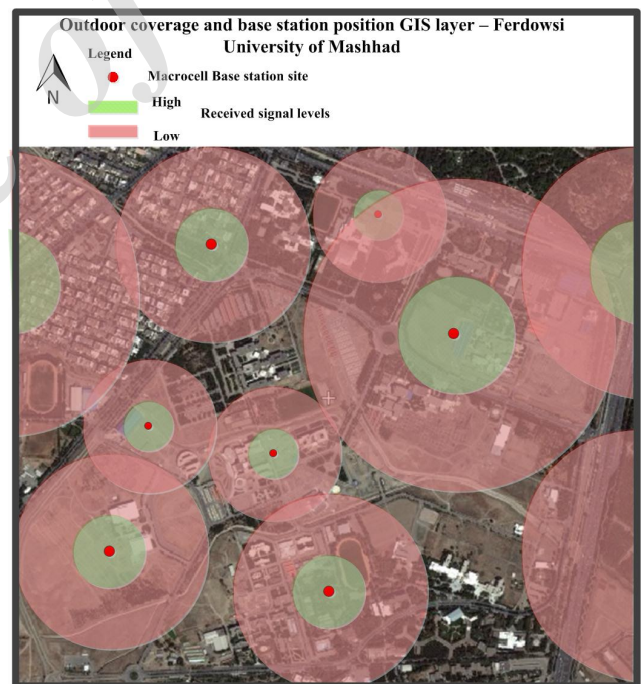 Outdoor coverage and base station position GIS layer – Ferdowsi
University of Mashhad
Legend
Macrocell Base station site
High
Received signal levels
Low
N